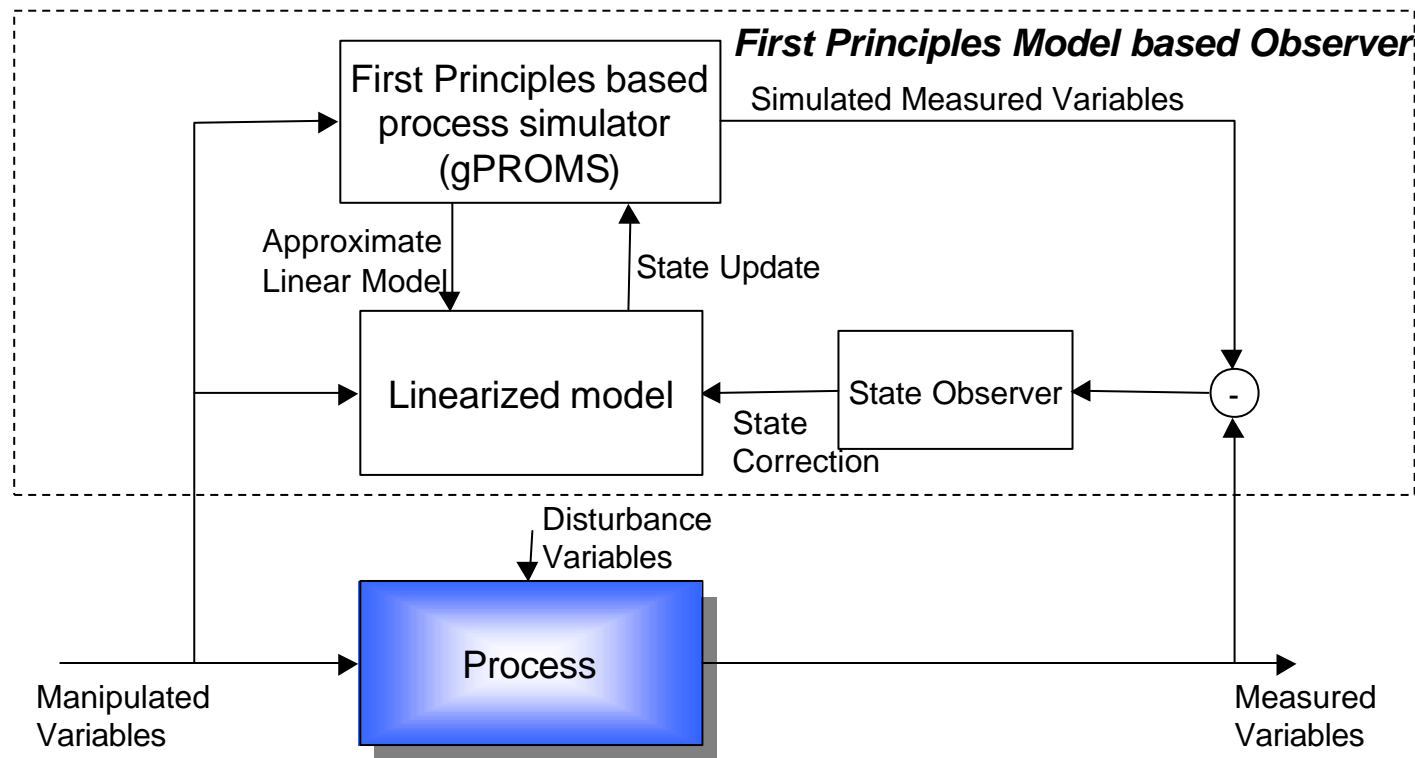 First Principles Model based Observer
First Principles based
process simulator
(gPROMS)
Simulated Measured Variables
Approximate
Linear Model
State Update
Linearized model
State Observer
-
State
Correction
Disturbance
Variables
Process
Manipulated
Variables
Measured
Variables